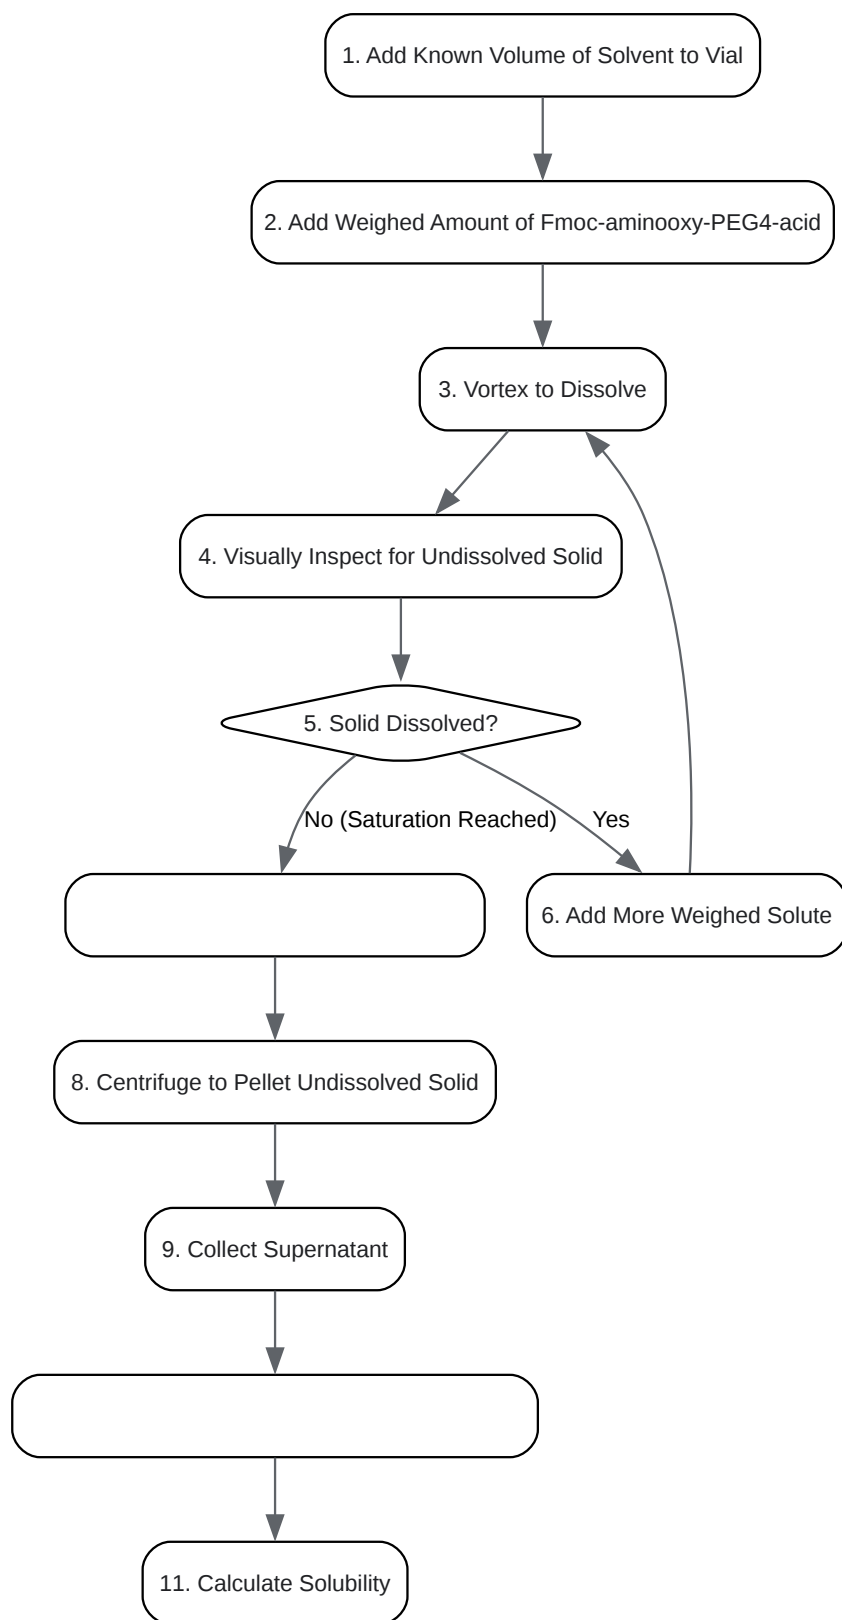 1. Add Known Volume of Solvent to Vial
2. Add Weighed Amount of Fmoc-aminooxy-PEG4-acid
3. Vortex to Dissolve
4. Visually Inspect for Undissolved Solid
5. Solid Dissolved?
No (Saturation Reached)
Yes
6. Add More Weighed Solute
8. Centrifuge to Pellet Undissolved Solid
9. Collect Supernatant
11. Calculate Solubility